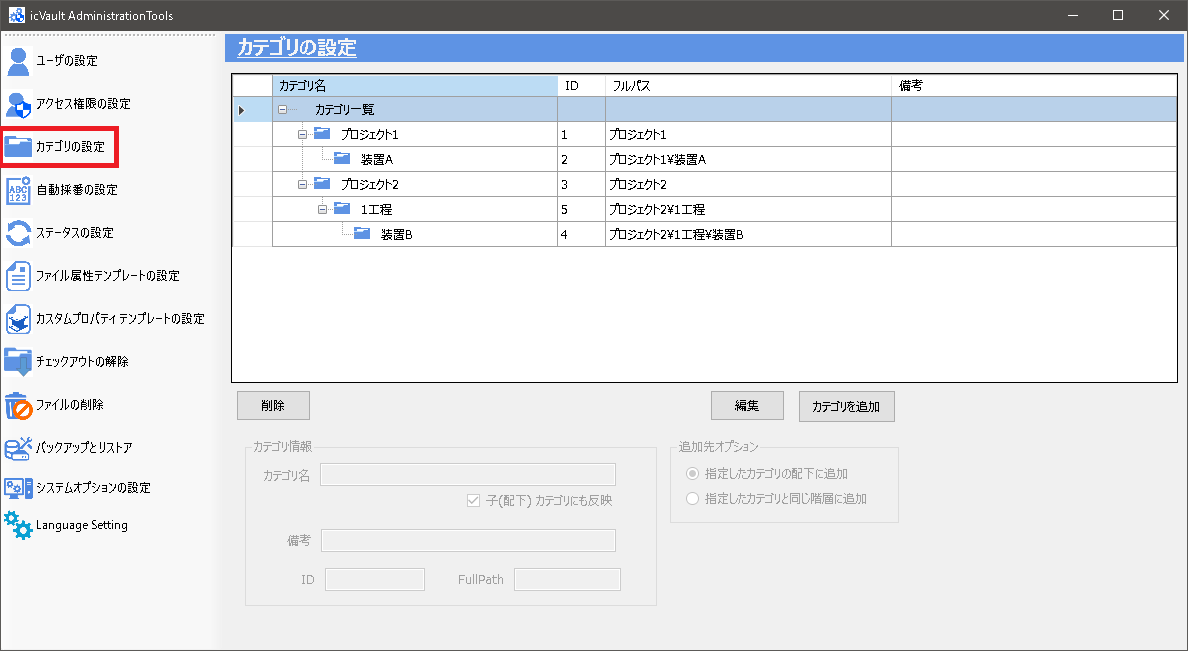 icVault AdministrationTools
ユーザの設定
アクセス権限の設定
カテゴリの設定
自動採番の設定
ステータスの設定
ファイル属性テンプレートの設定
カスタムプロパティテンプレートの設定
チェックアウトの解除
ファイルの削除
バックアップとリストア
システムオプションの設定
Language Setting
カテゴリの設定
カテゴリ名 ID フルパス 備考
カテゴリ一覧
プロジェクト1 1 プロジェクト1
装置A 2 プロジェクト1¥装置A
プロジェクト2 3 プロジェクト2
1工程 5 プロジェクト2¥1工程
装置B 4 プロジェクト2¥1工程¥装置B
削除 編集 カテゴリを追加
カテゴリ情報
カテゴリ名
子(配下) カテゴリにも反映
備考
ID FullPath
追加先オプション
指定したカテゴリの配下に追加
指定したカテゴリと同じ階層に追加